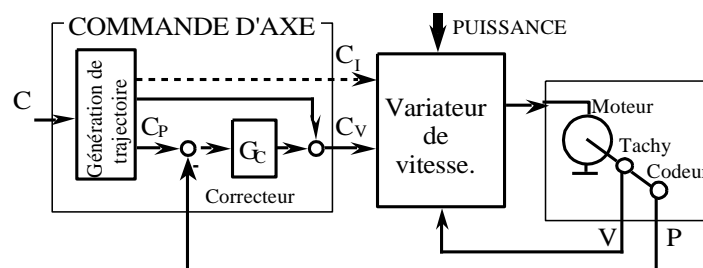 COMMANDE D'AXE
PUISSANCE
C
Génération de
trajectoire
C_I
C_P
G_C
C_V
-
Correcteur
Variateur
de
vitesse.
Moteur
Tachy
Codeur
V
P